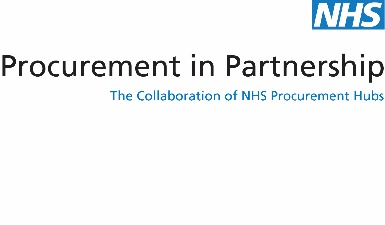 NHS
Procurement in Partnership
The Collaboration of NHS Procurement Hubs